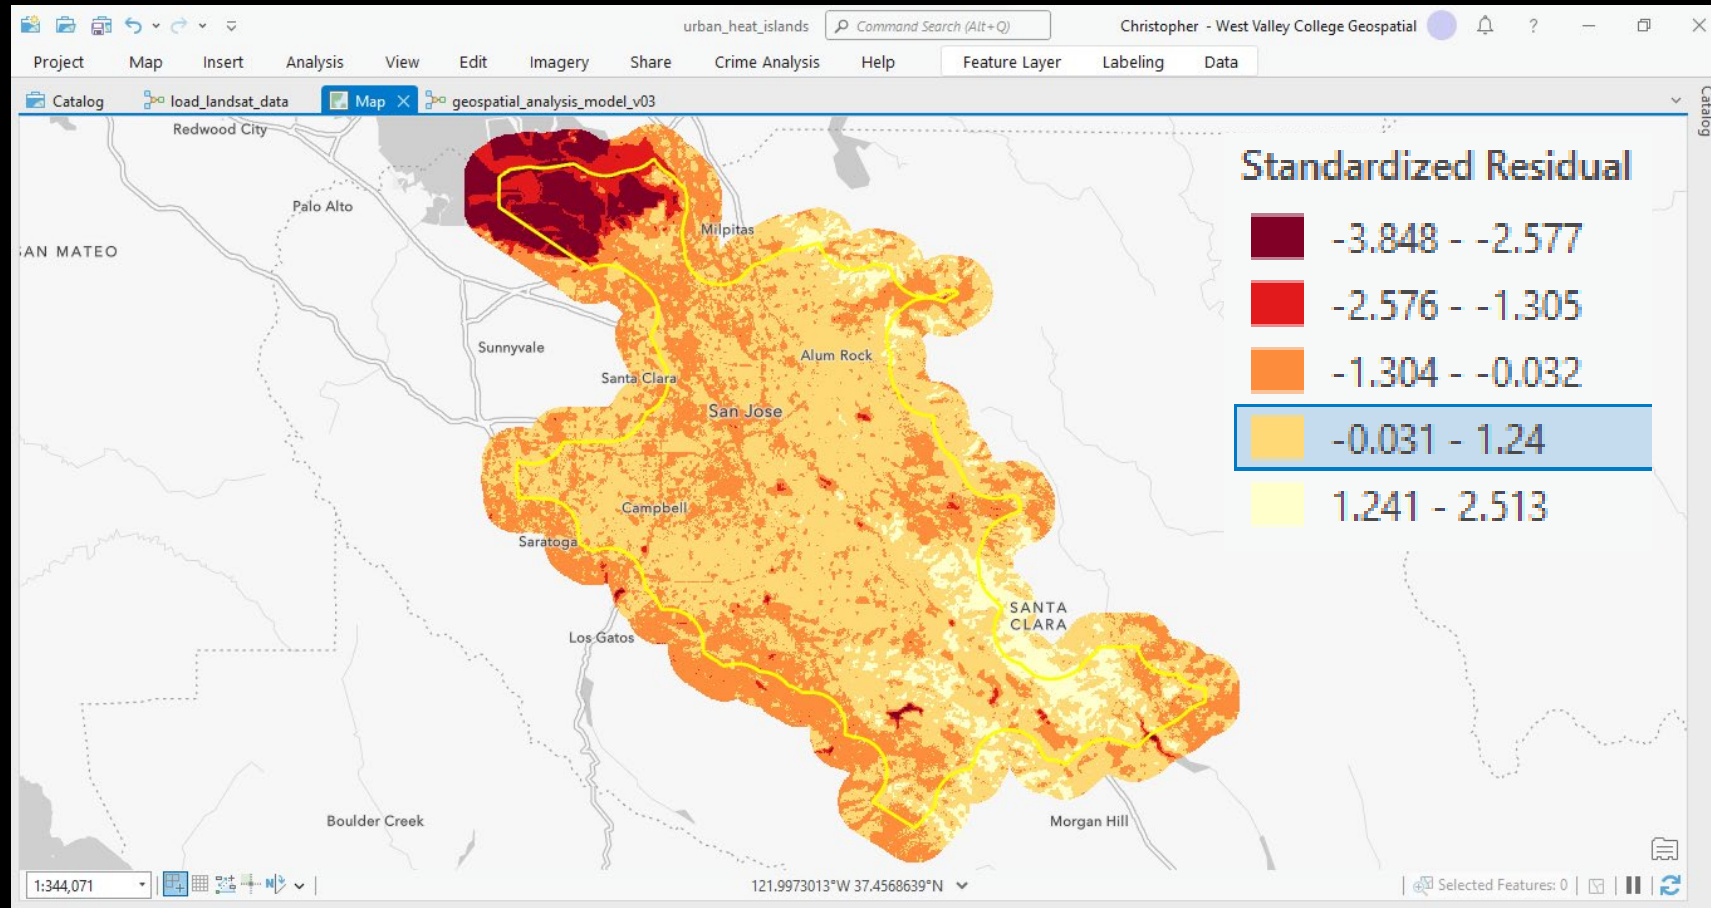 urban_heat_islands
Command Search (Alt+Q)
Christopher - West Valley College Geospatial
?
Project Map Insert Analysis View Edit Imagery Share Crime Analysis Help Feature Layer Labeling Data
Catalog load_landsat_data Map geospatial_analysis_model_v03
Catalog
Redwood City
Palo Alto
SAN MATEO
Milpitas
Sunnyvale
Alum Rock
Santa Clara
San Jose
Campbell
Saratoga
SANTA
CLARA
Los Gatos
Boulder Creek
Morgan Hill
Standardized Residual
-3.848 - -2.577
-2.576 - -1.305
-1.304 - -0.032
-0.031 - 1.24
1.241 - 2.513
1:344,071
N
121.9973013°W 37.4568639°N
Selected Features: 0